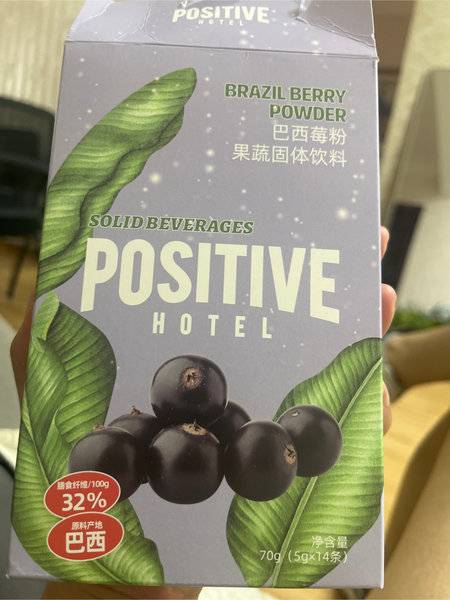 POSITIVE
HOTEL
BRAZIL BERRY
POWDER
巴西莓粉
果蔬固体饮料
SOLID BEVERAGES
POSITIVE
HOTEL
膳食纤维/100g
32%
原料产地
巴西
净含量
70g (5g×14条)